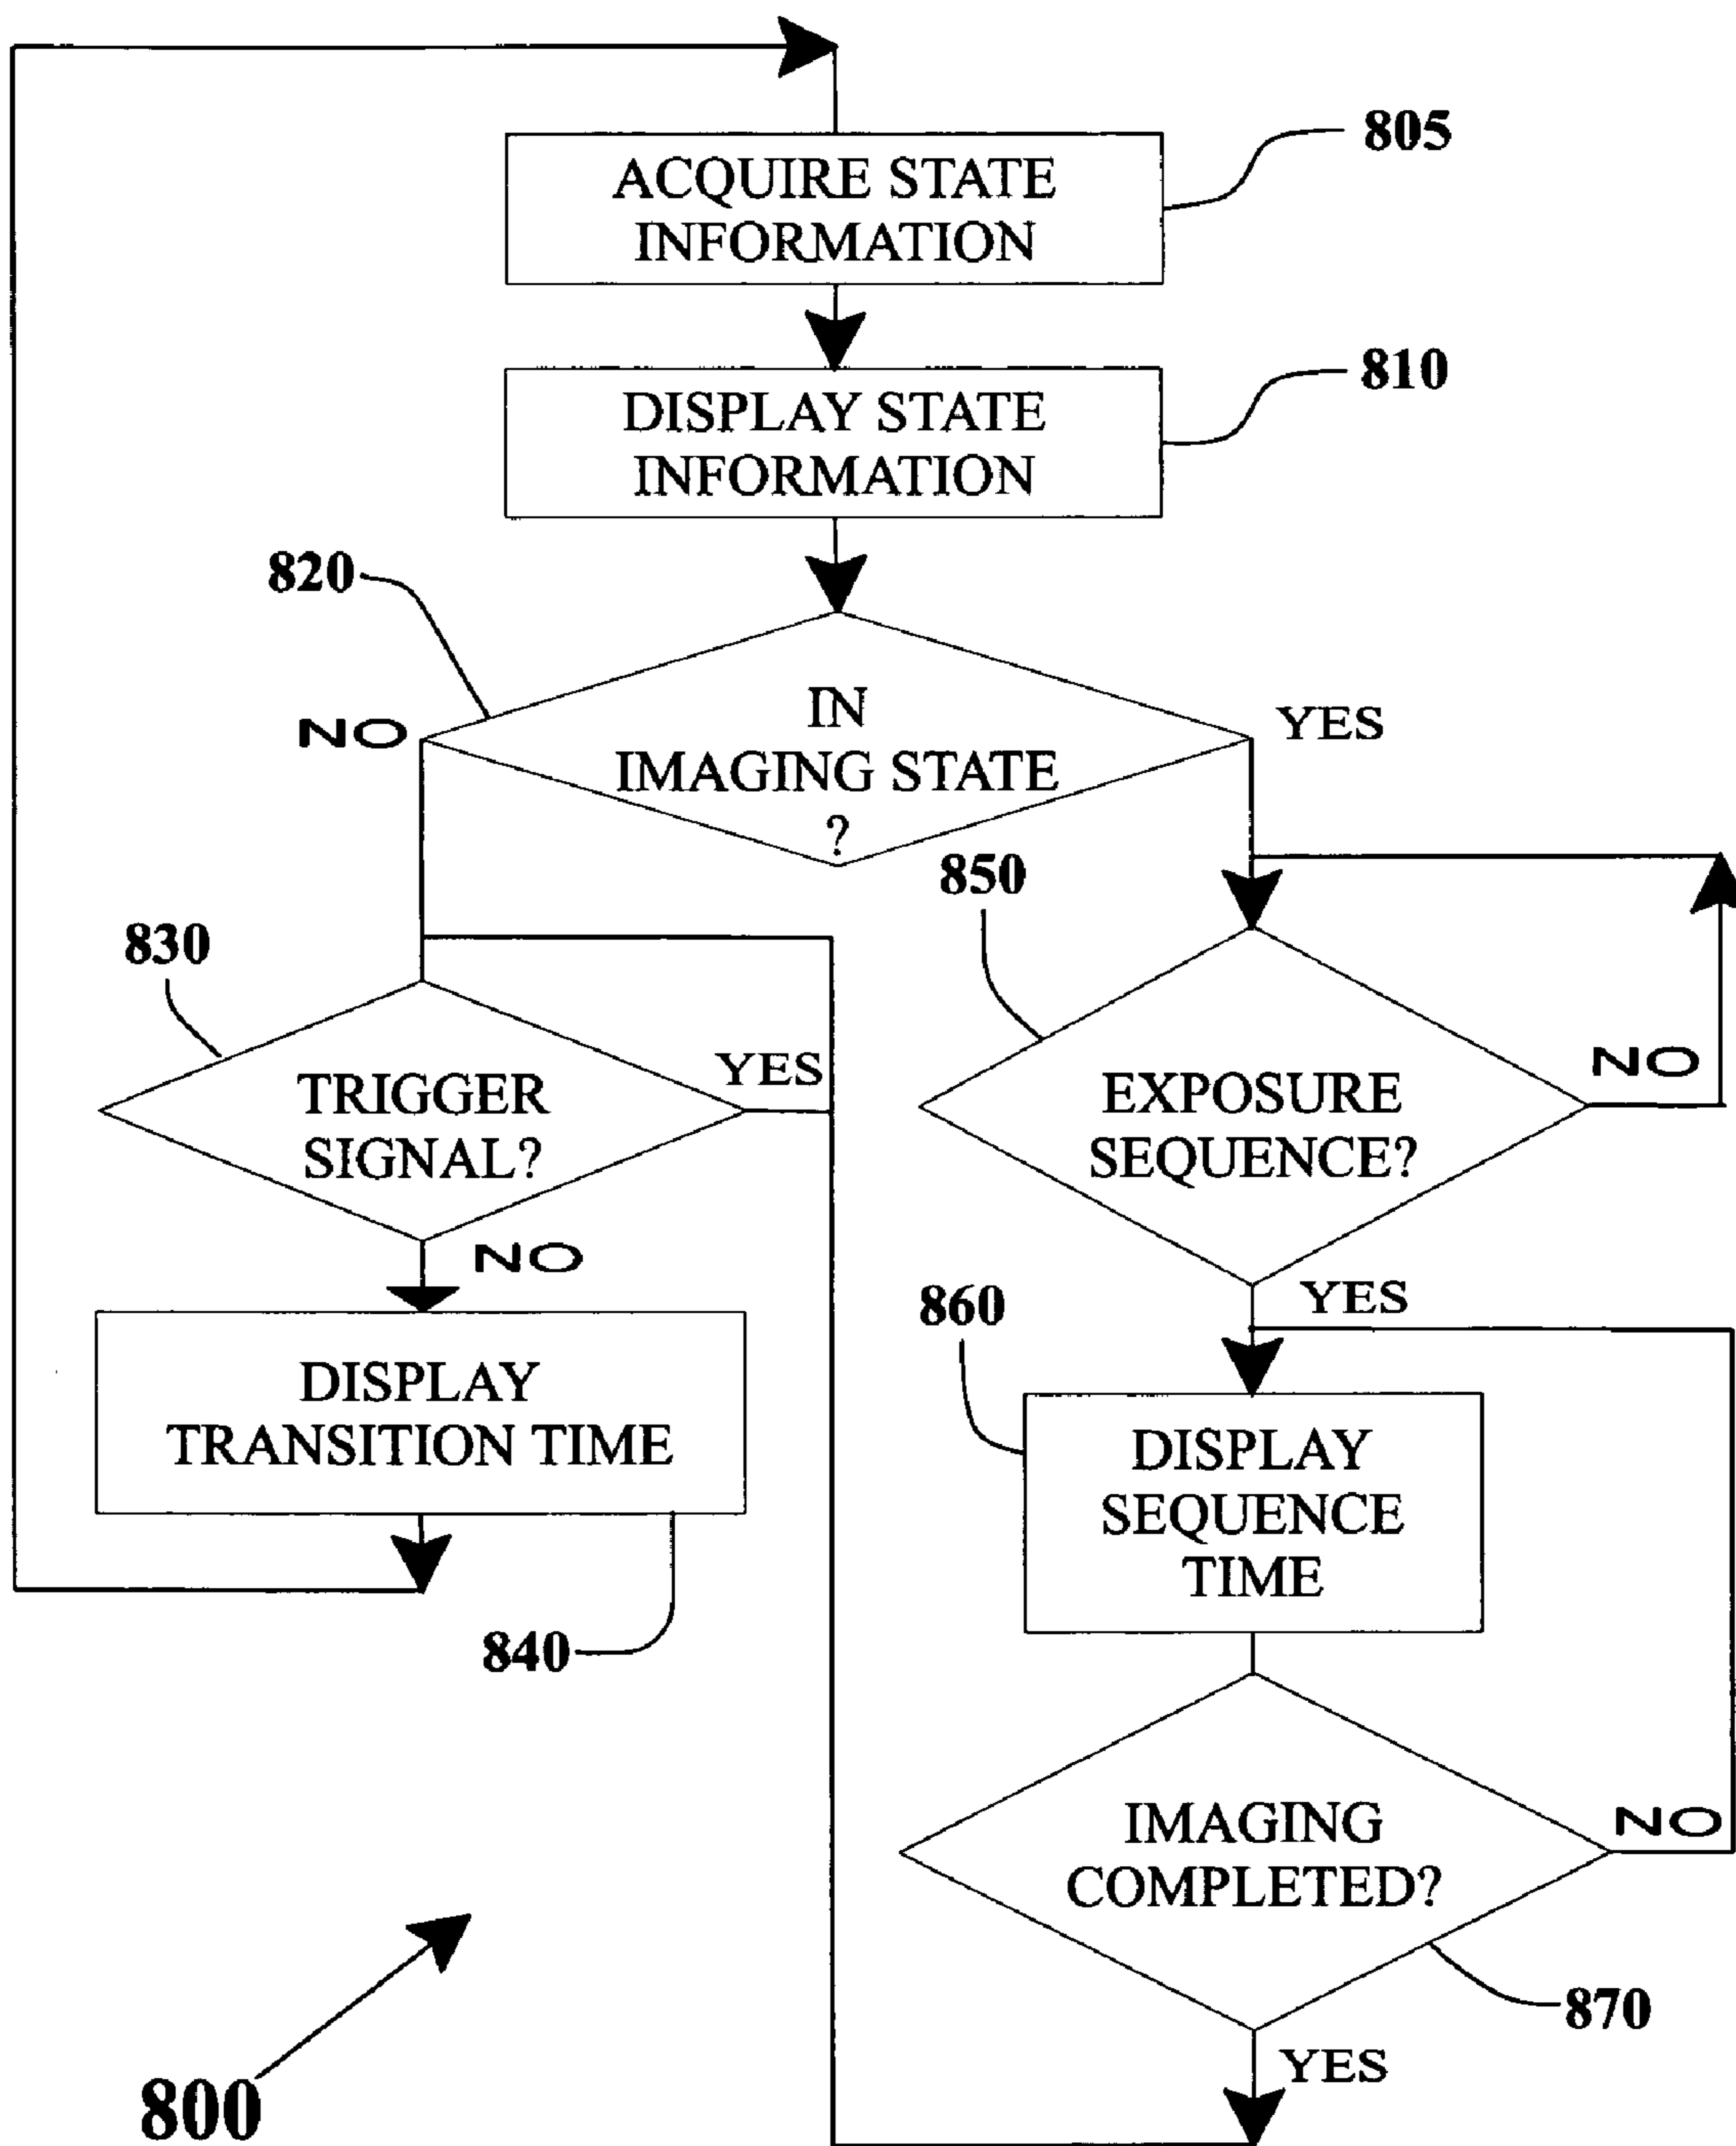 ACQUIRE STATE
INFORMATION
805
DISPLAY STATE
INFORMATION
810
820
NO
IN
IMAGING STATE
?
YES
830
TRIGGER
SIGNAL?
YES
NO
DISPLAY
TRANSITION TIME
840
850
EXPOSURE
SEQUENCE?
NO
YES
860
DISPLAY
SEQUENCE
TIME
IMAGING
COMPLETED?
NO
870
YES
800